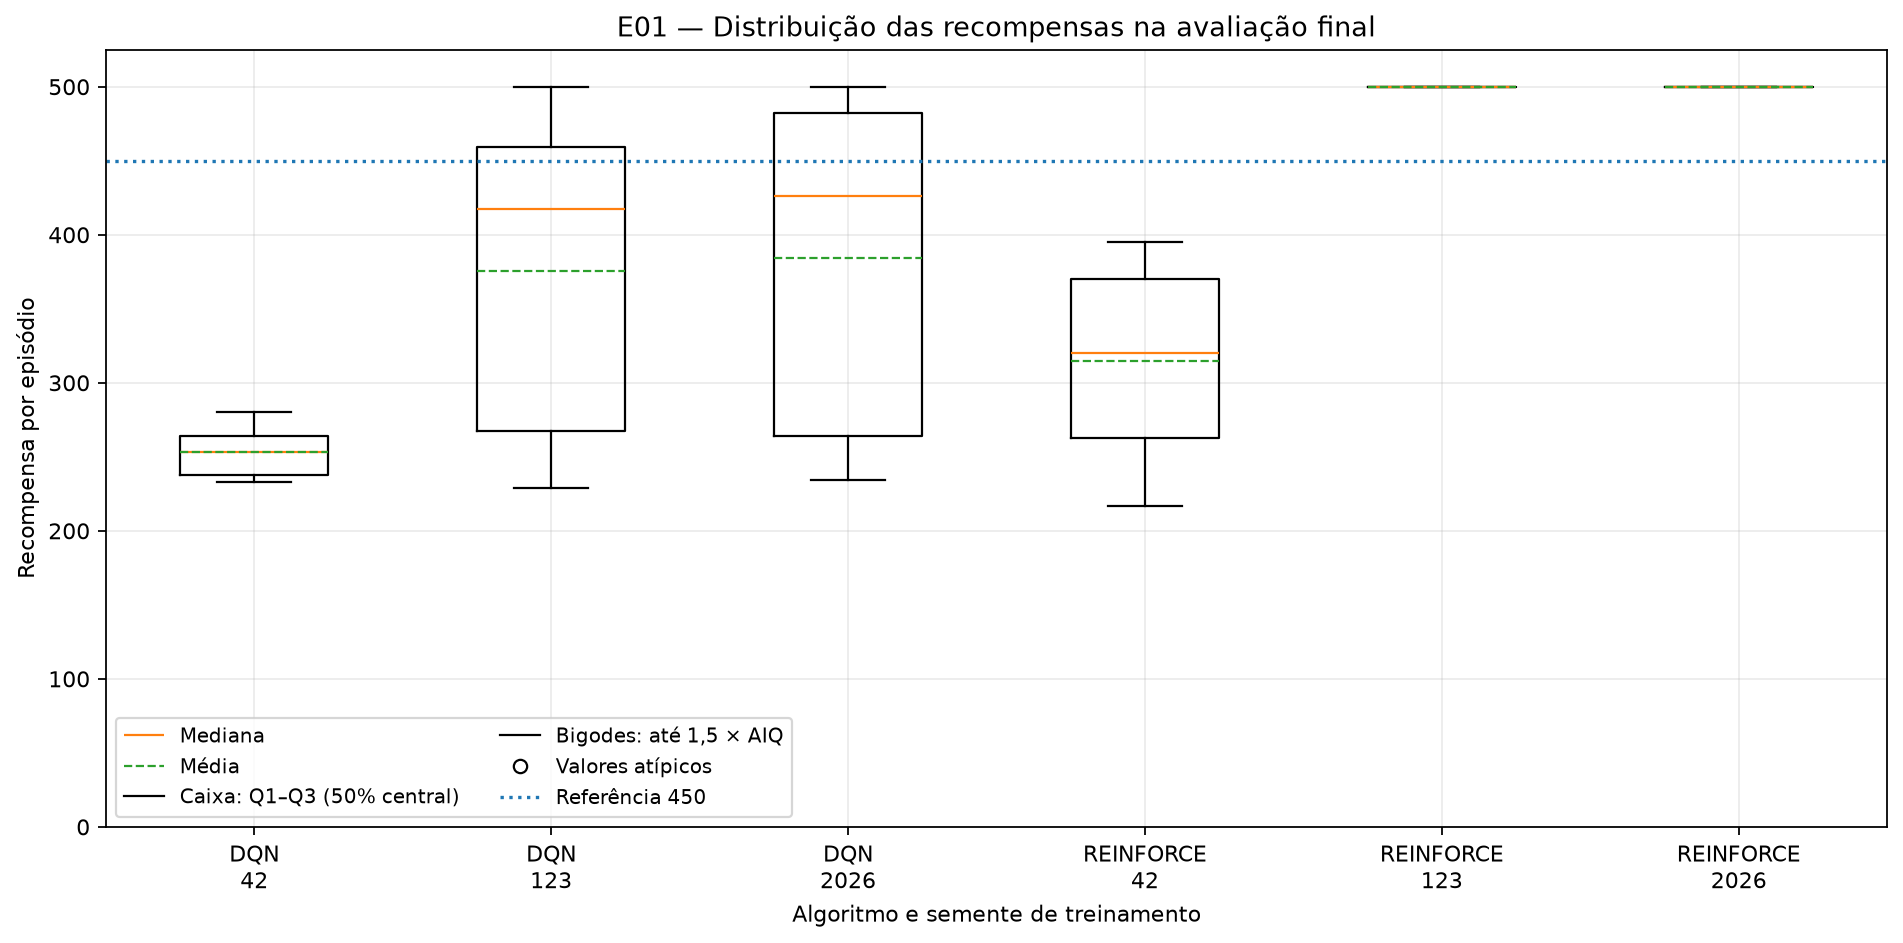 E01 — Distribuição das recompensas na avaliação final
Recompensa por episódio
500
400
300
200
100
0
Mediana
Média
Caixa: Q1–Q3 (50% central)
Bigodes: até 1,5 × AIQ
Valores atípicos
Referência 450
DQN
42
DQN
123
DQN
2026
REINFORCE
42
REINFORCE
123
REINFORCE
2026
Algoritmo e semente de treinamento